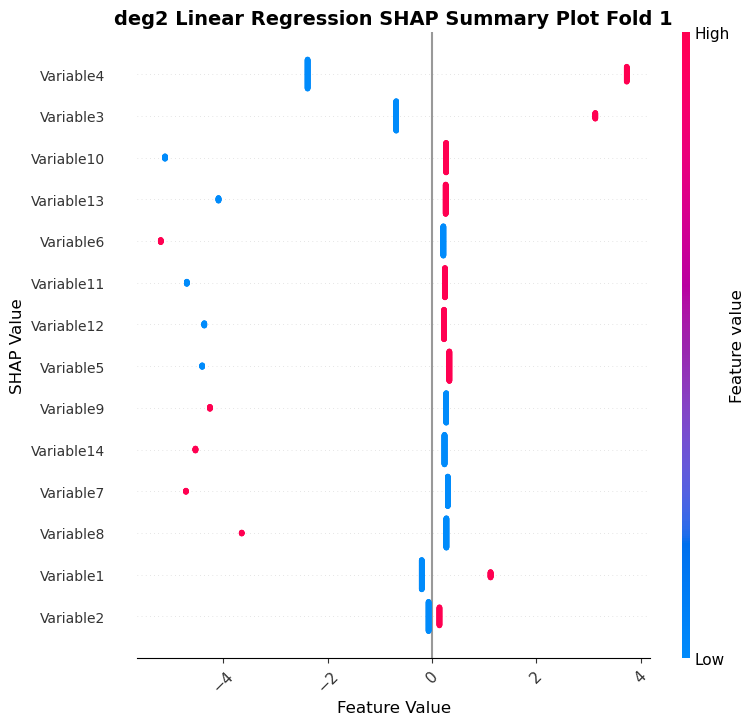 deg2 Linear Regression SHAP Summary Plot Fold 1
High
Variable4
Variable3
Variable10
Variable13
Variable6
Variable11
Variable12
Variable5
Variable9
Variable14
Variable7
Variable8
Variable1
Variable2
SHAP Value
Feature value
Low
−4
−2
0
2
4
Feature Value